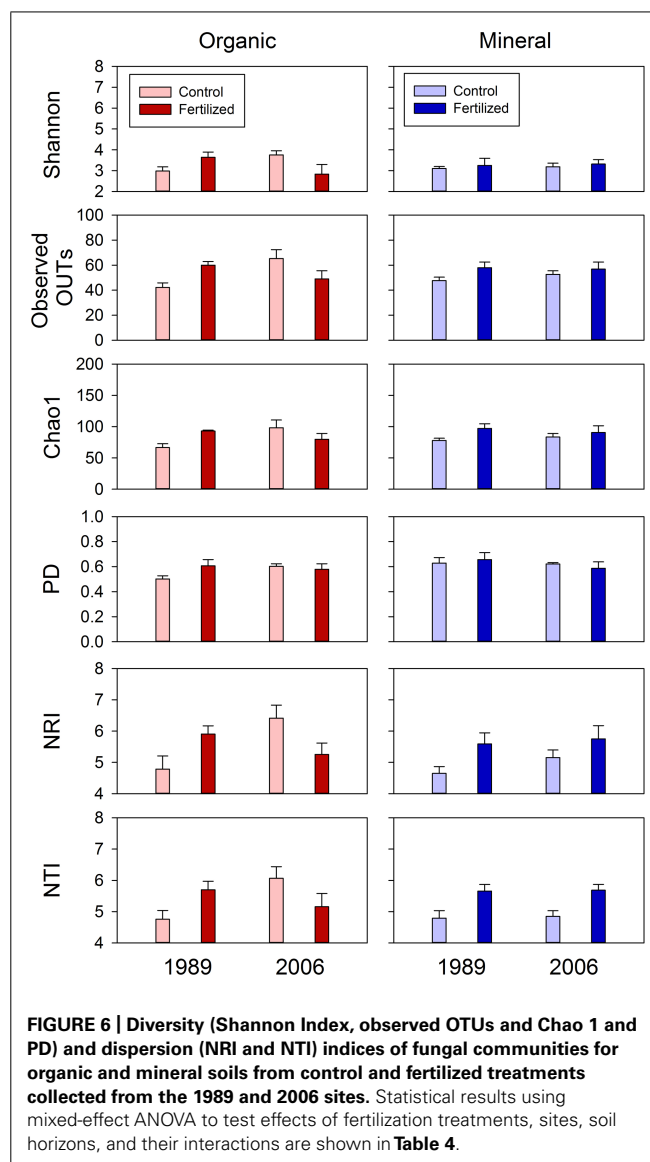 Organic
Mineral
8
7
6
5
4
3
2
Shannon
Control
Fertilized
Control
Fertilized
100
80
60
40
20
0
Observed
OUTs
200
150
100
50
0
Chao1
1.0
0.8
0.6
0.4
0.2
0.0
PD
8
7
6
5
4
NRI
8
7
6
5
4
NTI
1989
2006
1989
2006
FIGURE 6 | Diversity (Shannon Index, observed OTUs and Chao 1 and
PD) and dispersion (NRI and NTI) indices of fungal communities for
organic and mineral soils from control and fertilized treatments
collected from the 1989 and 2006 sites. Statistical results using
mixed-effect ANOVA to test effects of fertilization treatments, sites, soil
horizons, and their interactions are shown in Table 4.